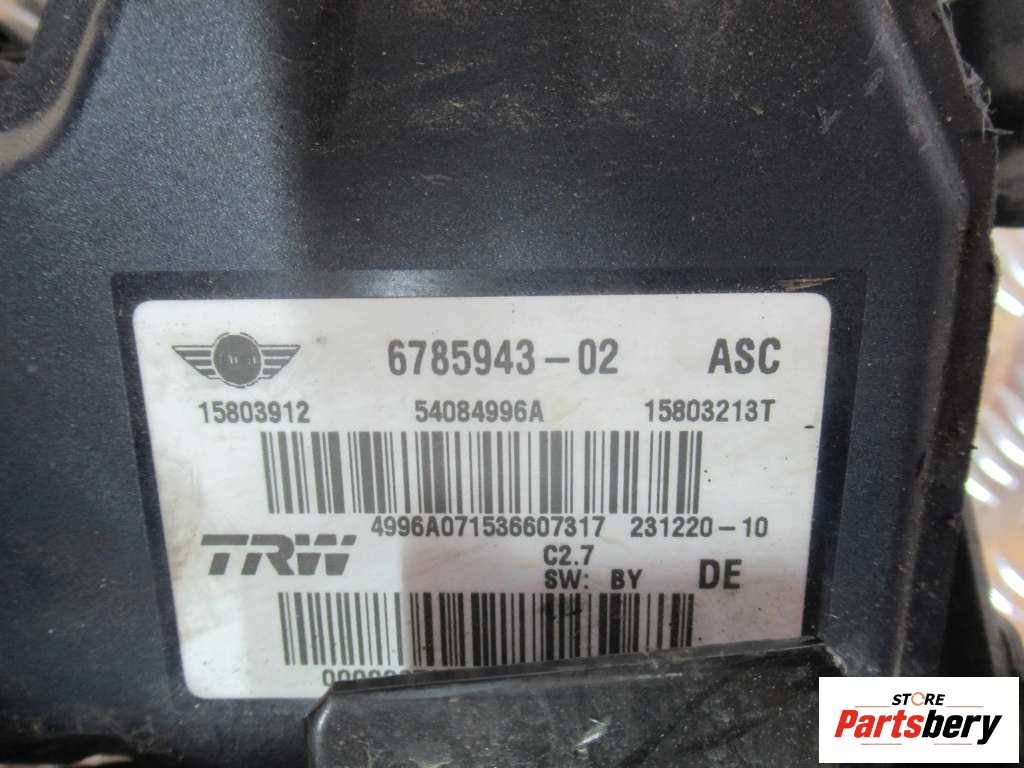 6785943-02 ASC
15803912 54084996A 15803213T
4996A071536607317 231220-10
TRW C2.7
SW: BY DE
STORE
Partsbery